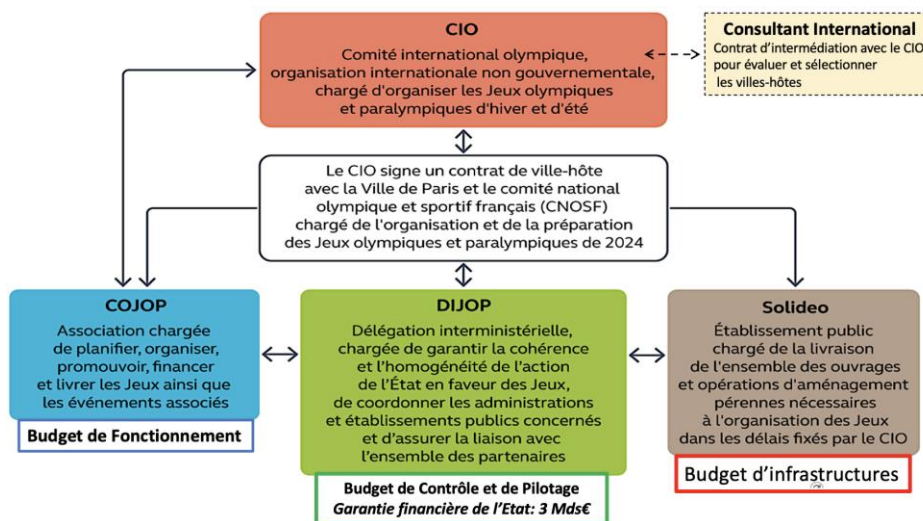 CIO
Comité international olympique,
organisation internationale non gouvernementale,
chargé d'organiser les Jeux olympiques
et paralympiques d'hiver et d'été
Consultant International
Contrat d'intermédiation avec le CIO
pour évaluer et sélectionner
les villes-hôtes
Le CIO signe un contrat de ville-hôte
avec la Ville de Paris et le comité national
olympique et sportif français (CNOSF)
chargé de l'organisation et de la préparation
des Jeux olympiques et paralympiques de 2024
COJOP
Association chargée
de planifier, organiser,
promouvoir, financer
et livrer les Jeux ainsi que
les événements associés
Budget de Fonctionnement
DIJOP
Délégation interministérielle,
chargée de garantir la cohérence
et l'homogénéité de l'action
de l'État en faveur des Jeux,
de coordonner les administrations
et établissements publics concernés
et d'assurer la liaison avec
l'ensemble des partenaires
Budget de Contrôle et de Pilotage
Garantie financière de l'Etat: 3 Mds€
Solideo
Établissement public
chargé de la livraison
de l'ensemble des ouvrages
et opérations d'aménagement
pérennes nécessaires
à l'organisation des Jeux
dans les délais fixés par le CIO
Budget d'infrastructures